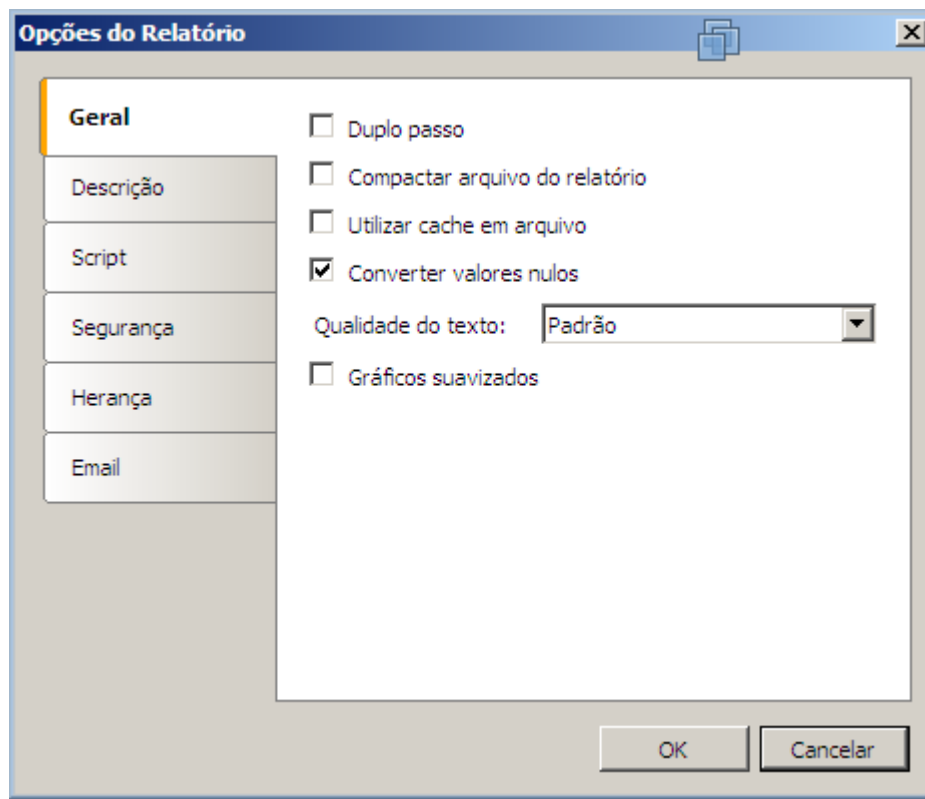 Opções do Relatório
Geral
Descrição
Script
Segurança
Herança
Email
Duplo passo
Compactar arquivo do relatório
Utilizar cache em arquivo
Converter valores nulos
Qualidade do texto: Padrão
Gráficos suavizados
OK Cancelar